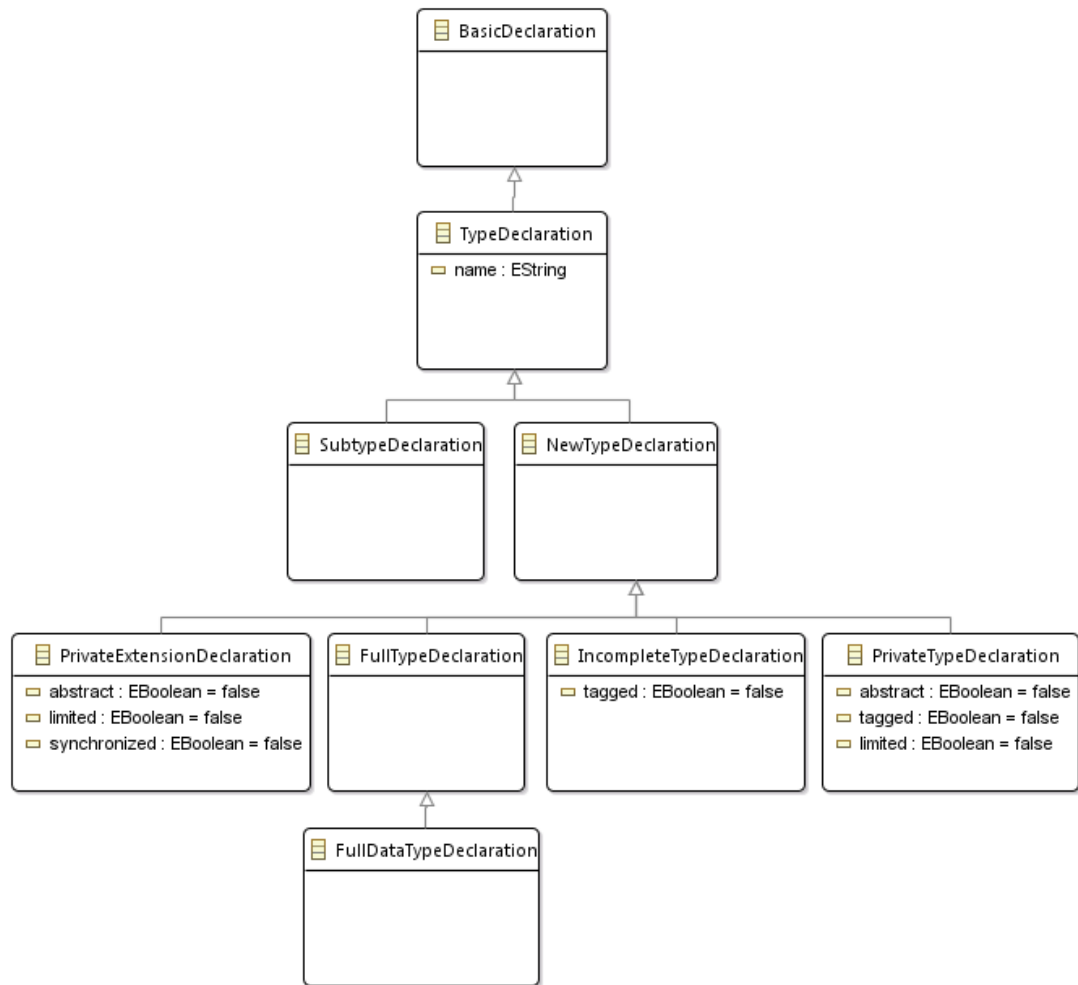 BasicDeclaration
TypeDeclaration
name : EString
SubtypeDeclaration
NewTypeDeclaration
PrivateExtensionDeclaration
abstract : EBoolean = false
limited : EBoolean = false
synchronized : EBoolean = false
FullTypeDeclaration
IncompleteTypeDeclaration
tagged : EBoolean = false
PrivateTypeDeclaration
abstract : EBoolean = false
tagged : EBoolean = false
limited : EBoolean = false
FullDataTypeDeclaration